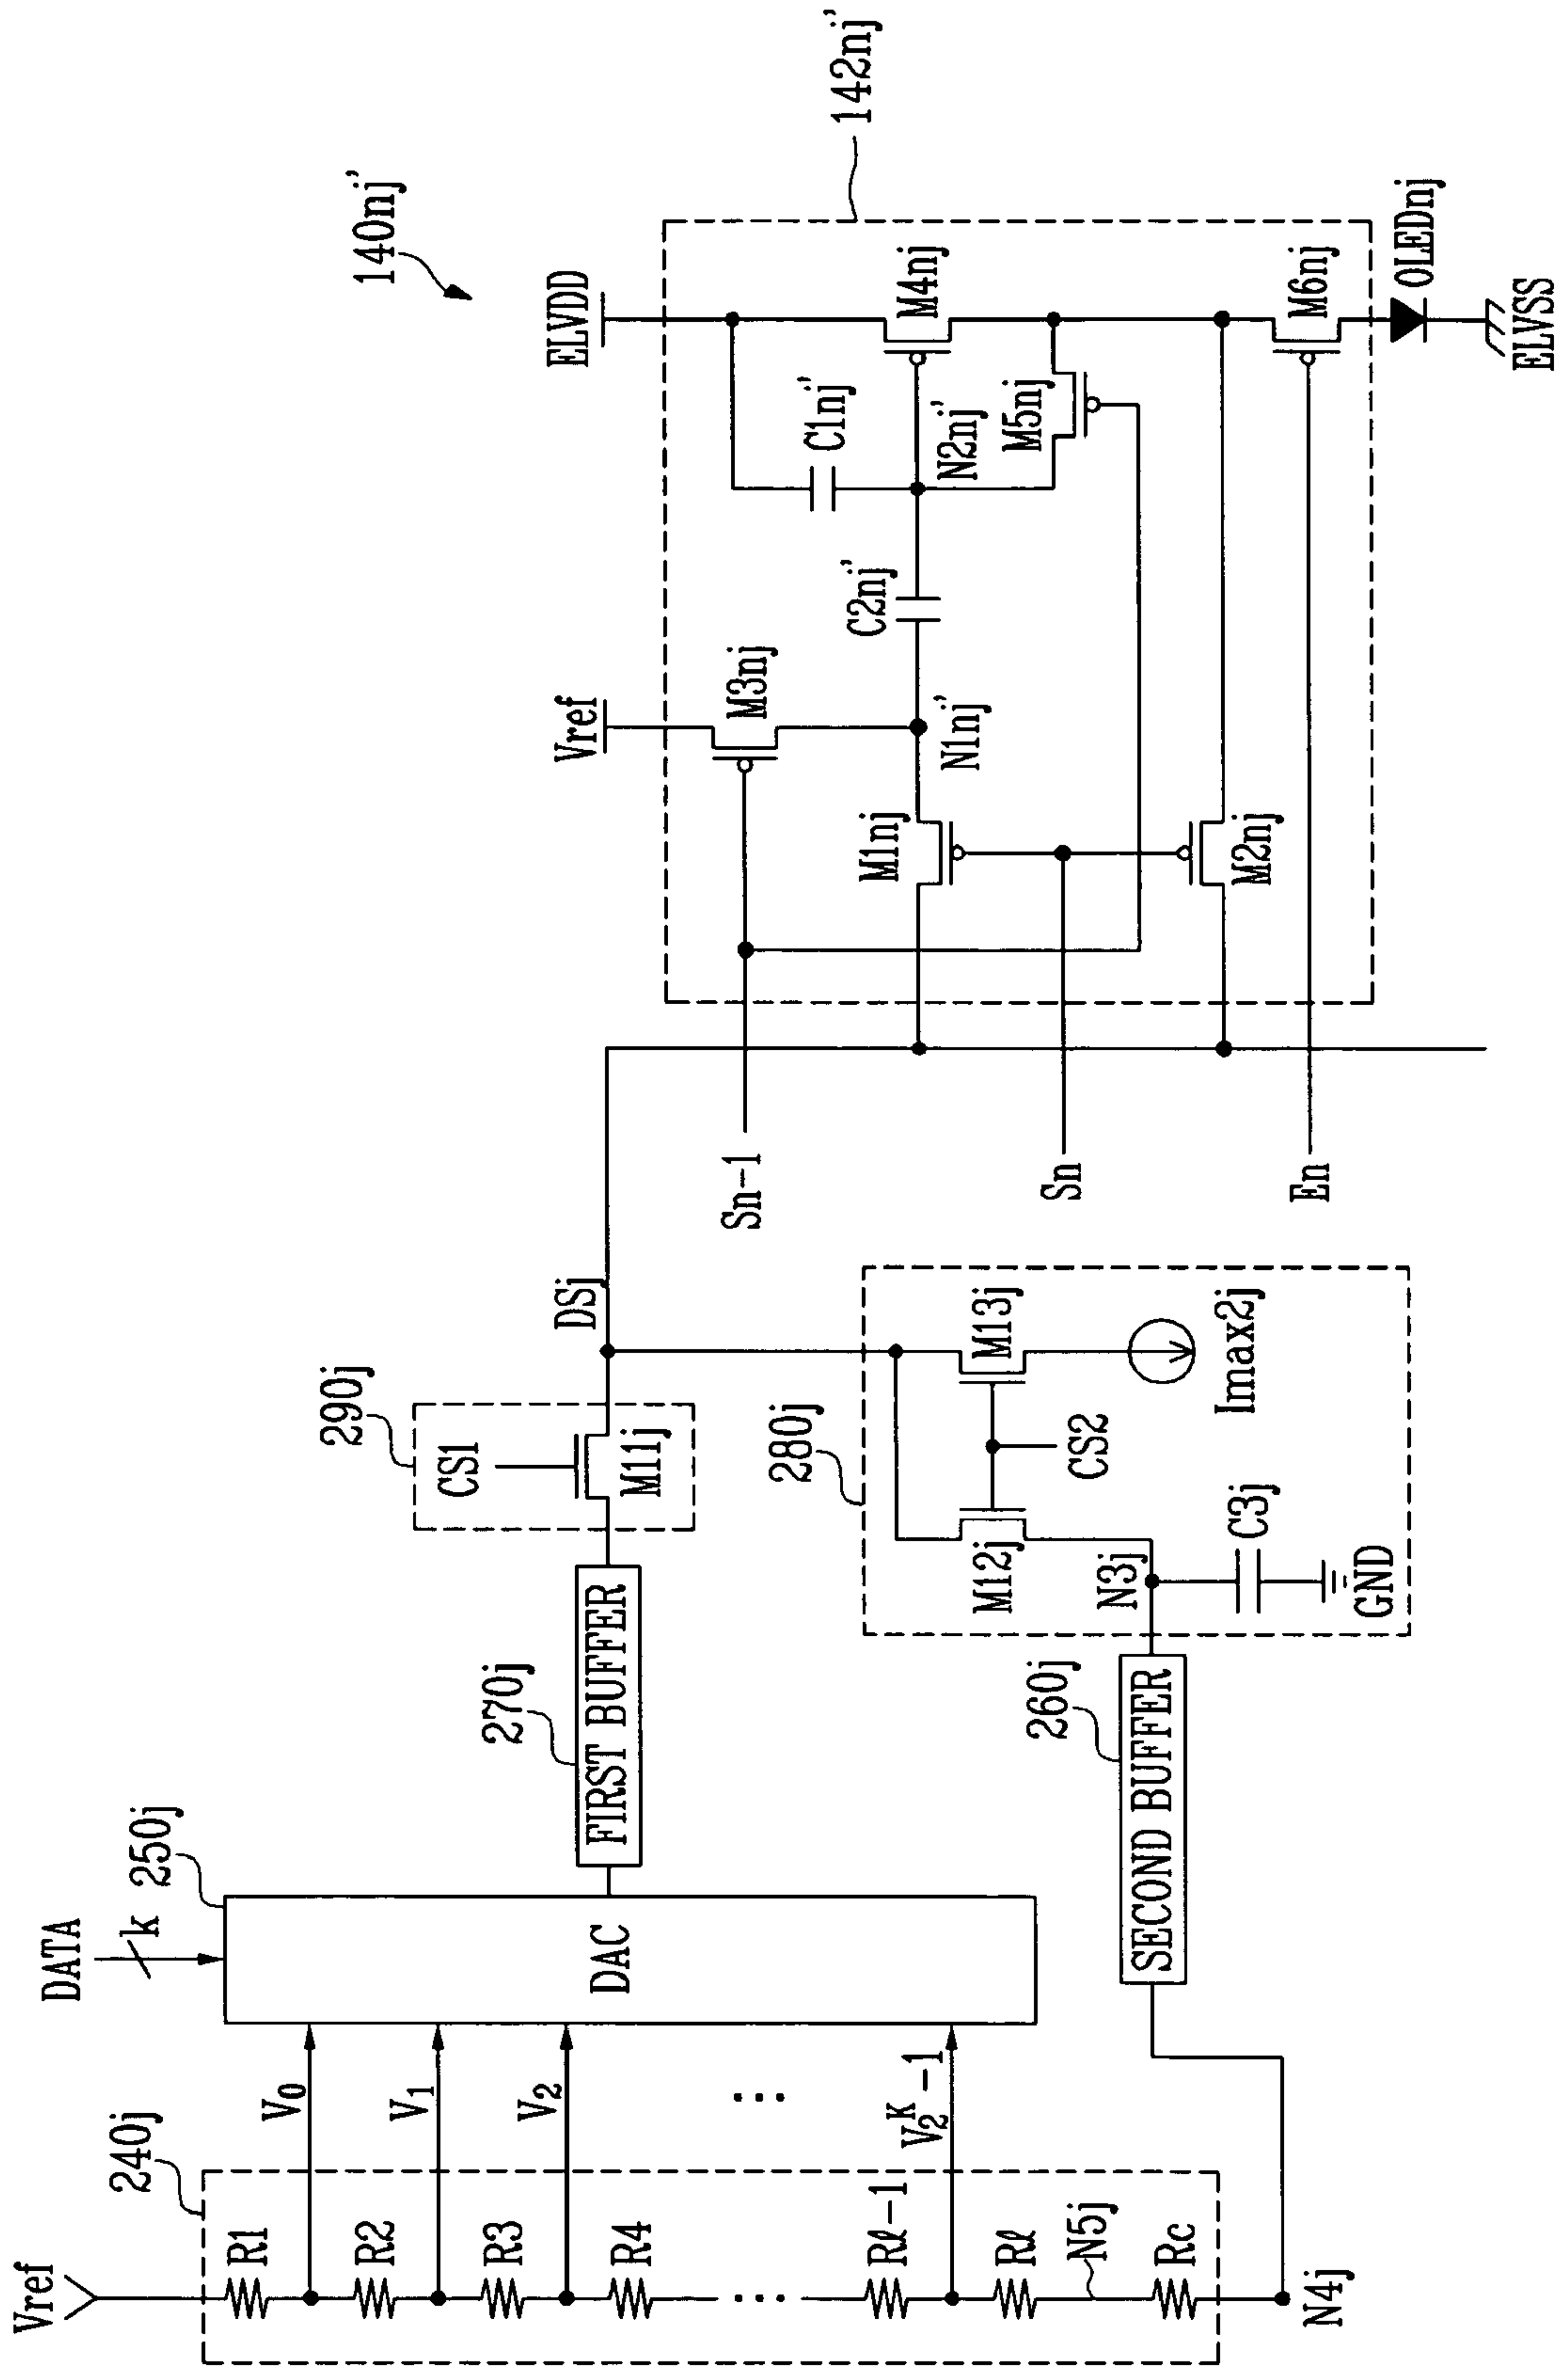 140nj''
142nj''
ELVDD
Vref
M3nj
C1nj''
M4nj
C2nj''
N2nj''
N1nj''
M1nj
M5nj
M2nj
M6nj
OLEDnj
ELVSS
Sn-1
Sn
En
DSj
290j
CS1
M11j
280j
M13j
Imax2j
CS2
M12j
N3j
C3j
GND
270j
FIRST BUFFER
260j
SECOND BUFFER
DATA
k
250j
DAC
V0
V1
V2
...
V2K-1
240j
Vref
R1
R2
R3
R4
...
Rℓ-1
Rℓ
N5j
Rc
N4j